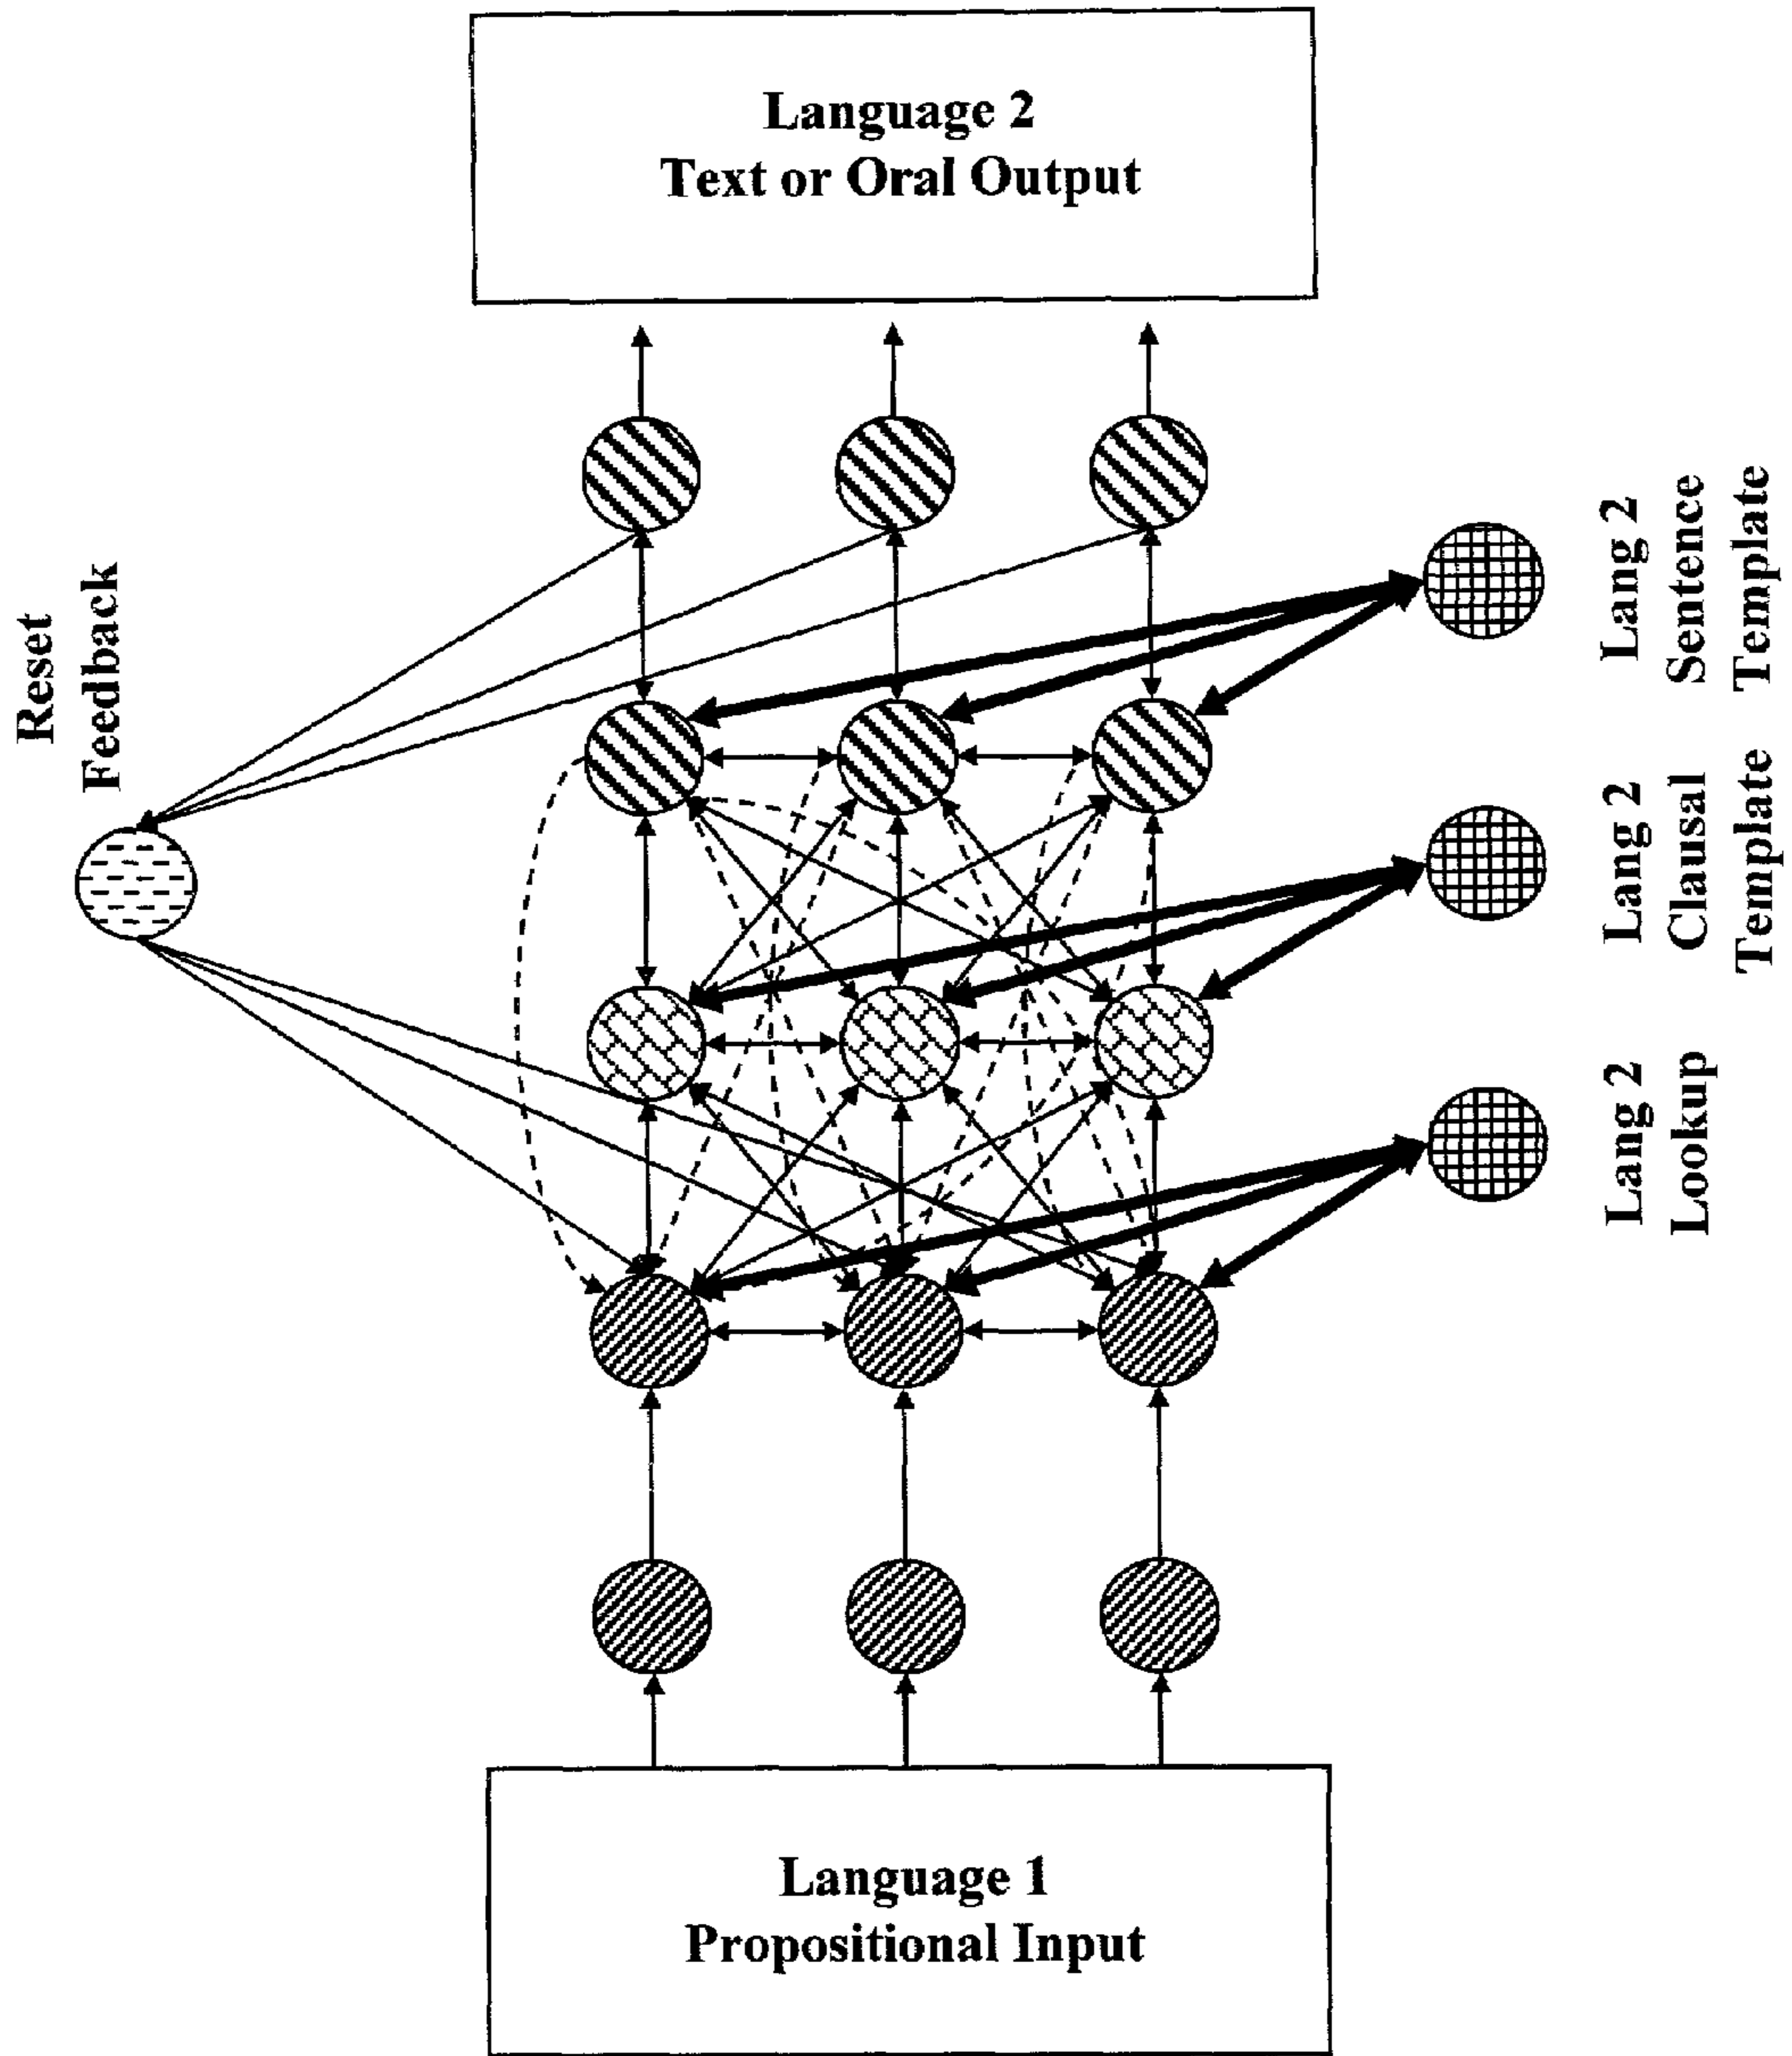 Language 2
Text or Oral Output
Reset
Feedback
Lang 2
Sentence
Template
Lang 2
Clausal
Template
Lang 2
Lookup
Language 1
Propositional Input